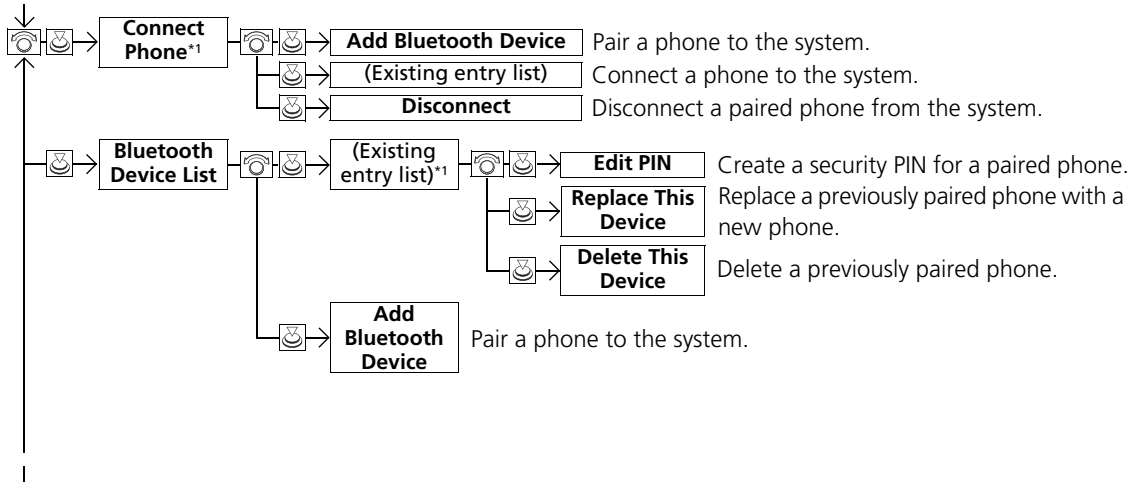 Connect
Phone*1
Add Bluetooth Device
Pair a phone to the system.
(Existing entry list)
Connect a phone to the system.
Disconnect
Disconnect a paired phone from the system.
Bluetooth
Device List
(Existing
entry list)*1
Edit PIN
Create a security PIN for a paired phone.
Replace This
Device
Replace a previously paired phone with a
new phone.
Delete This
Device
Delete a previously paired phone.
Add
Bluetooth
Device
Pair a phone to the system.